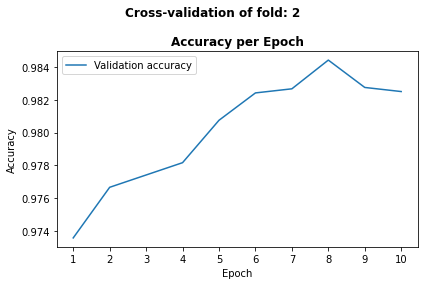 Cross-validation of fold: 2
Accuracy per Epoch
Validation accuracy
0.984
0.982
0.980
0.978
0.976
0.974
Accuracy
1 2 3 4 5 6 7 8 9 10
Epoch